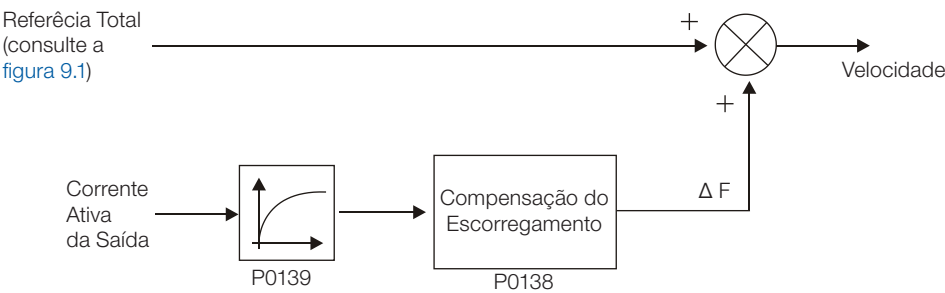 Referêcia Total
(consulte a
figura 9.1)
+
Velocidade
+
Corrente
Ativa
da Saída
P0139
Compensação do
Escorregamento
P0138
Δ F